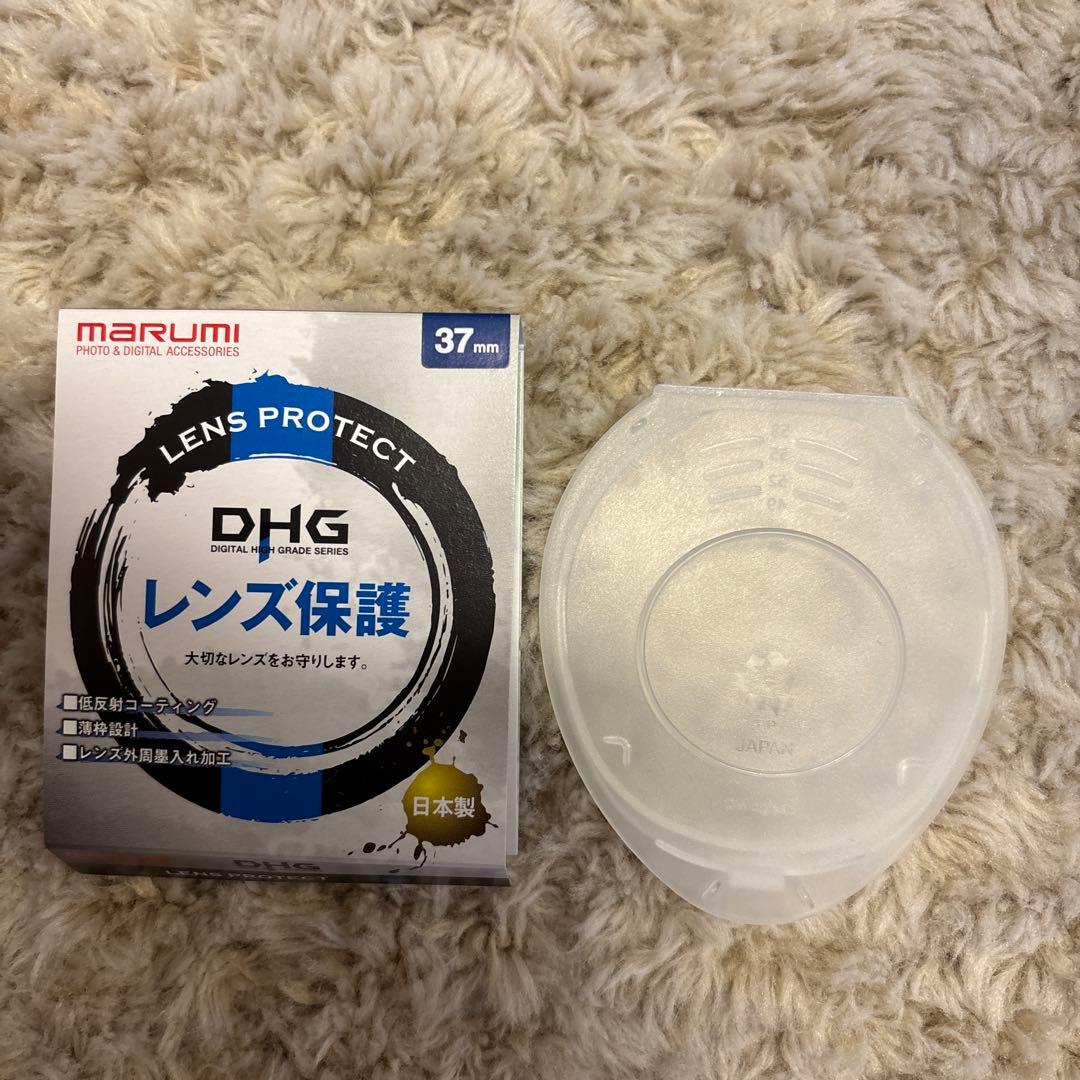 marumi
PHOTO & DIGITAL ACCESSORIES
37mm
LENS PROTECT
DHG
DIGITAL HIGH GRADE SERIES
レンズ保護
大切なレンズをお守りします。
■低反射コーティング
■薄枠設計
■レンズ外周墨入れ加工
日本製
DHG
LENS PROTECT
55
52
49
JAPAN